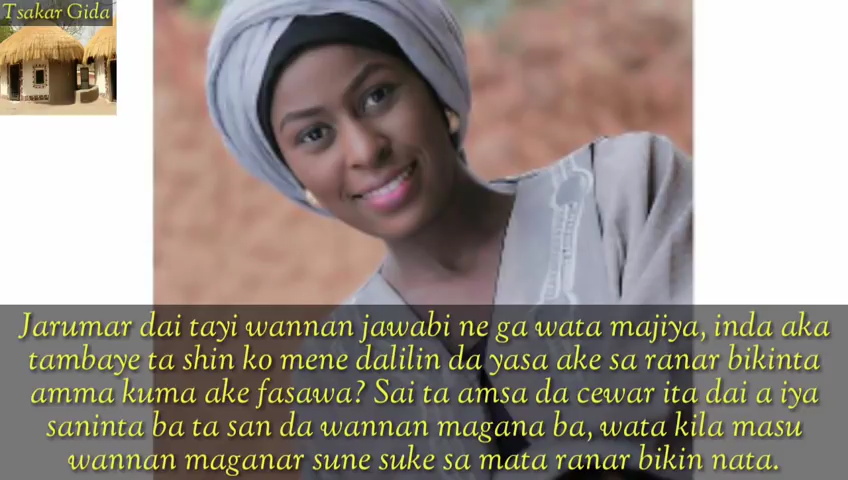 Tsakar Gida
Jarumar dai tayi wannan jawabi ne ga wata majiya, inda aka
tambaye ta shin ko mene dalilin da yasa ake sa ranar bikinta
amma kuma ake fasawa? Sai ta amsa da cewar ita dai a iya
saninta ba ta san da wannan magana ba, wata kila masu
wannan maganar sune suke sa mata ranar bikin nata.